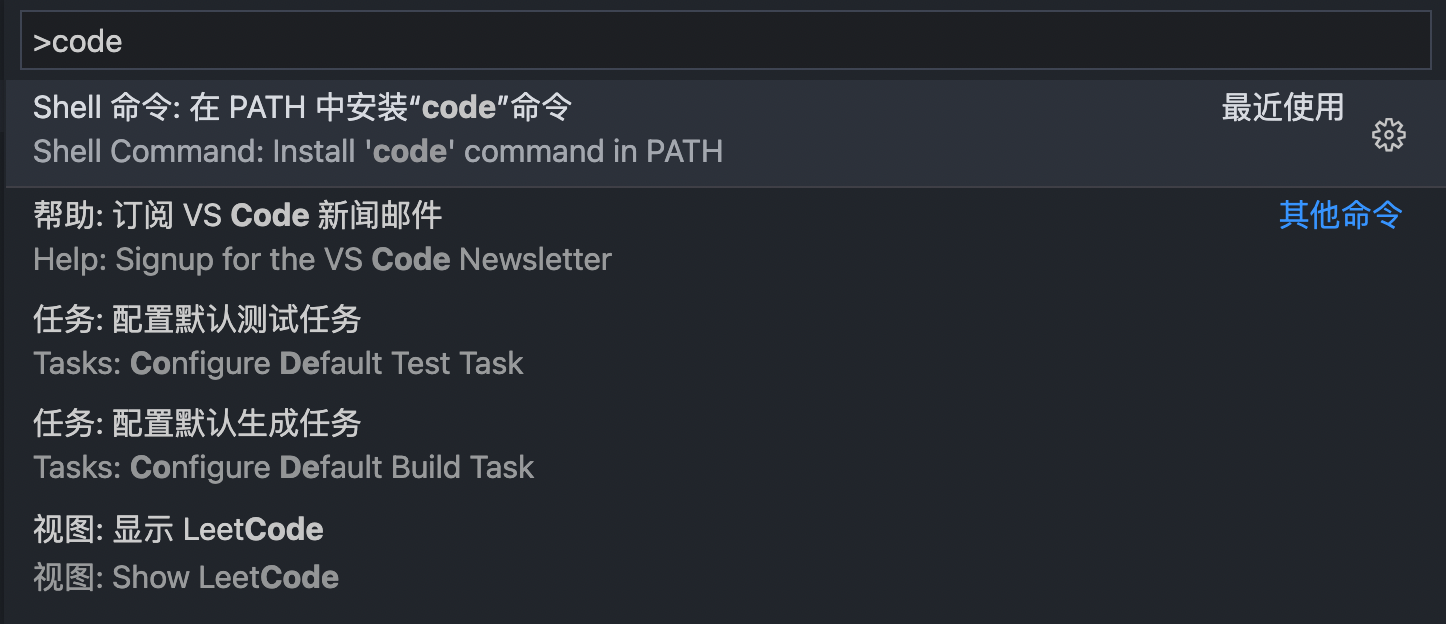 >code
Shell 命令: 在 PATH 中安装“code”命令
最近使用
Shell Command: Install 'code' command in PATH
帮助: 订阅 VS Code 新闻邮件
其他命令
Help: Signup for the VS Code Newsletter
任务: 配置默认测试任务
Tasks: Configure Default Test Task
任务: 配置默认生成任务
Tasks: Configure Default Build Task
视图: 显示 LeetCode
视图: Show LeetCode